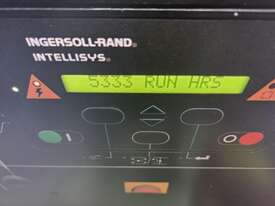 INGERSOLL-RAND®
INTELLISYS®
5333 RUN HRS